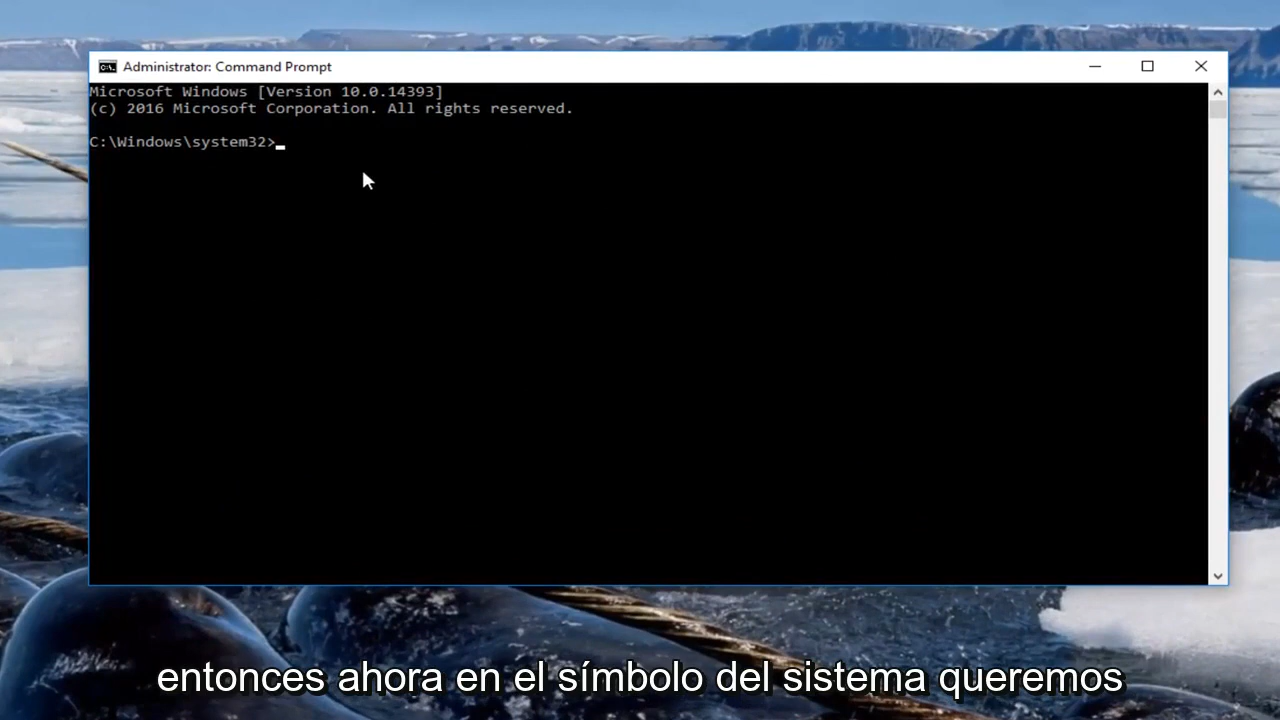 Administrator: Command Prompt
Microsoft Windows [Version 10.0.14393]
(c) 2016 Microsoft Corporation. All rights reserved.
C:\Windows\system32>
entonces ahora en el símbolo del sistema queremos